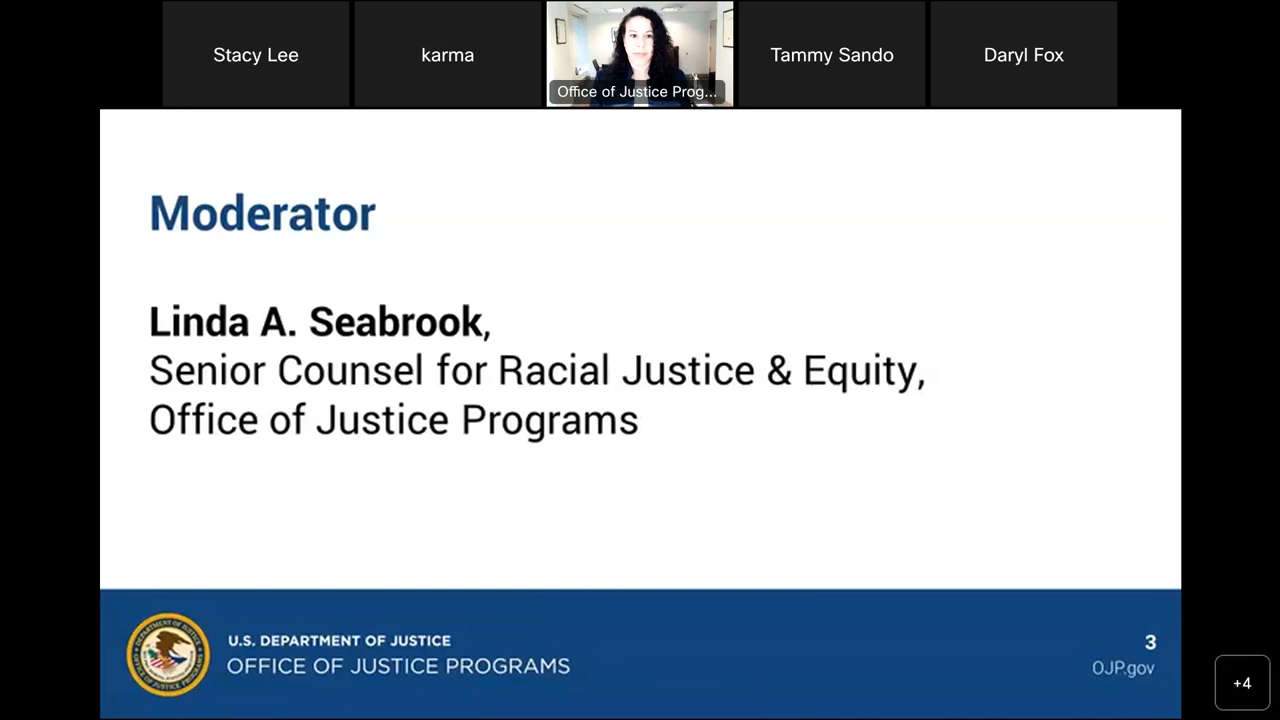 Stacy Lee
karma
Office of Justice Prog...
Tammy Sando
Daryl Fox
Moderator
Linda A. Seabrook,
Senior Counsel for Racial Justice & Equity,
Office of Justice Programs
U.S. DEPARTMENT OF JUSTICE
OFFICE OF JUSTICE PROGRAMS
3
OJP.gov
+4